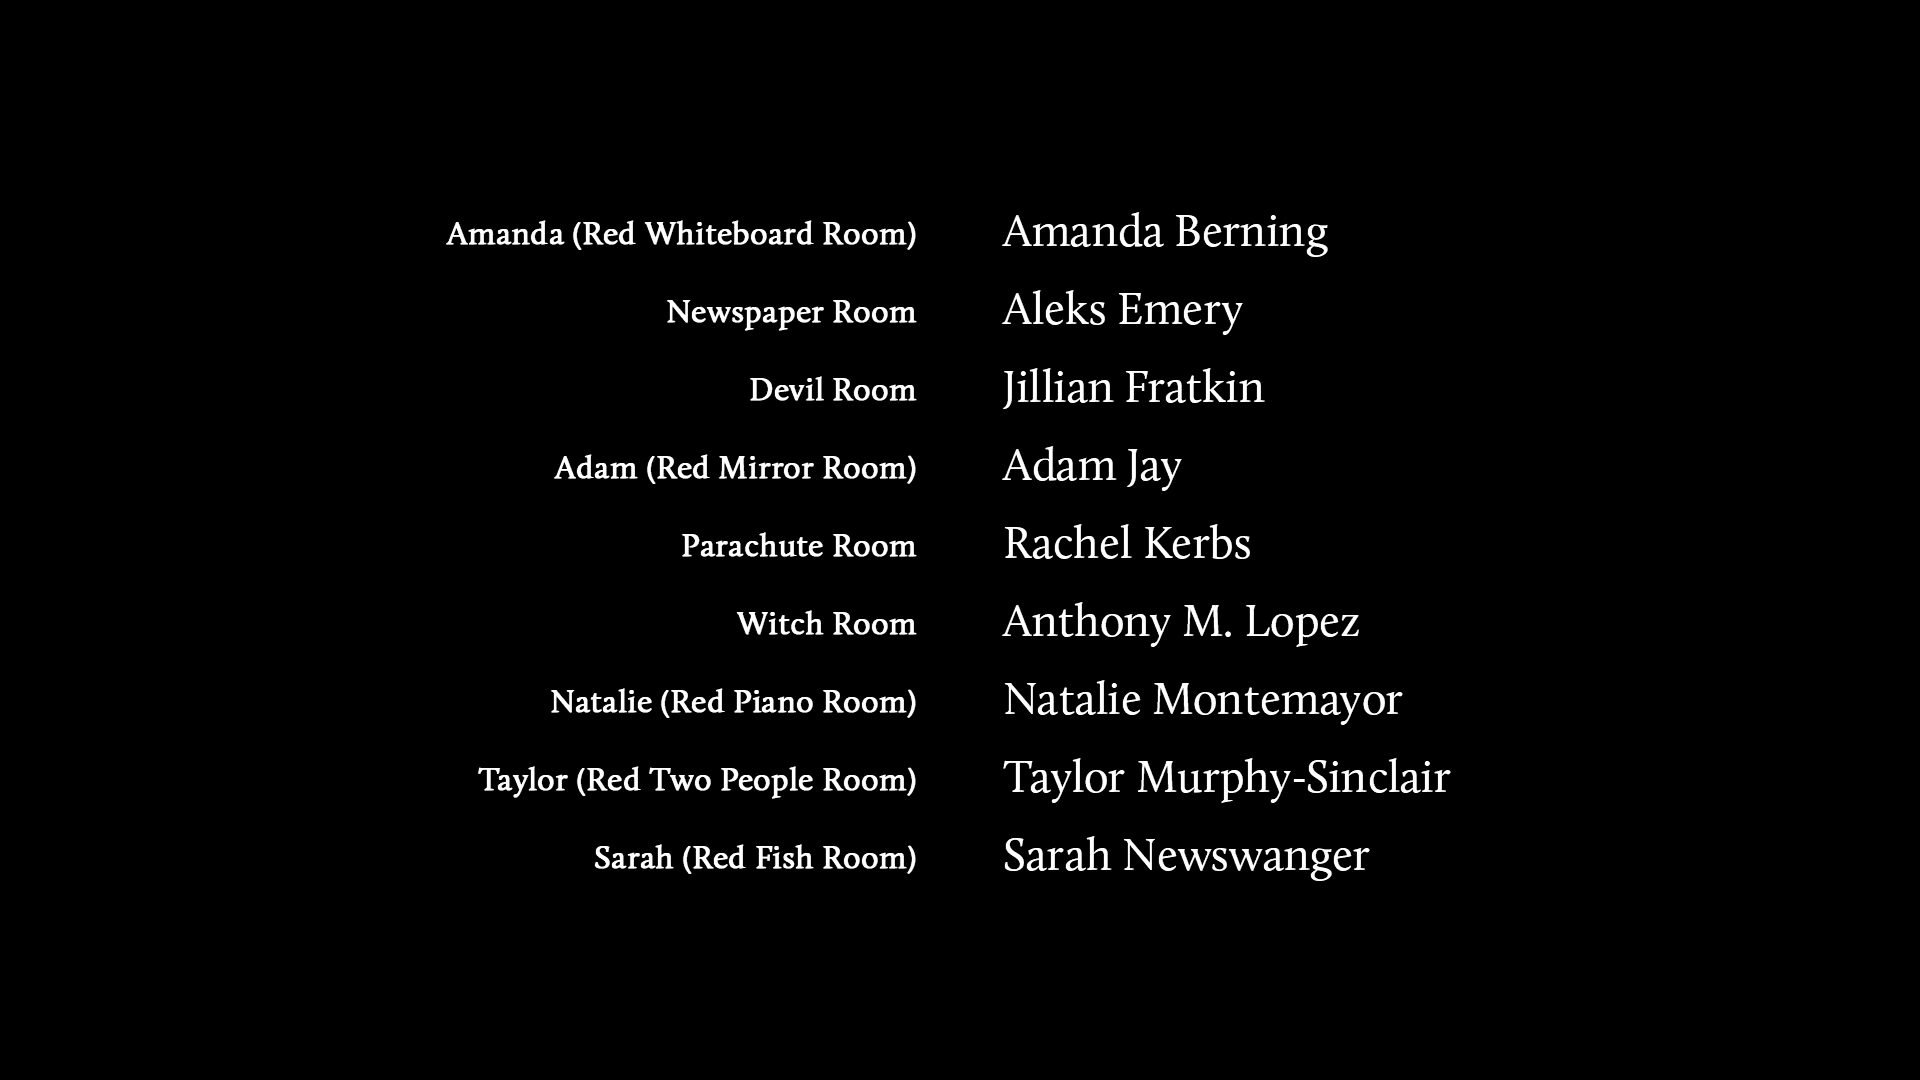 Amanda (Red Whiteboard Room) Amanda Berning
Newspaper Room Aleks Emery
Devil Room Jillian Fratkin
Adam (Red Mirror Room) Adam Jay
Parachute Room Rachel Kerbs
Witch Room Anthony M. Lopez
Natalie (Red Piano Room) Natalie Montemayor
Taylor (Red Two People Room) Taylor Murphy-Sinclair
Sarah (Red Fish Room) Sarah Newswanger